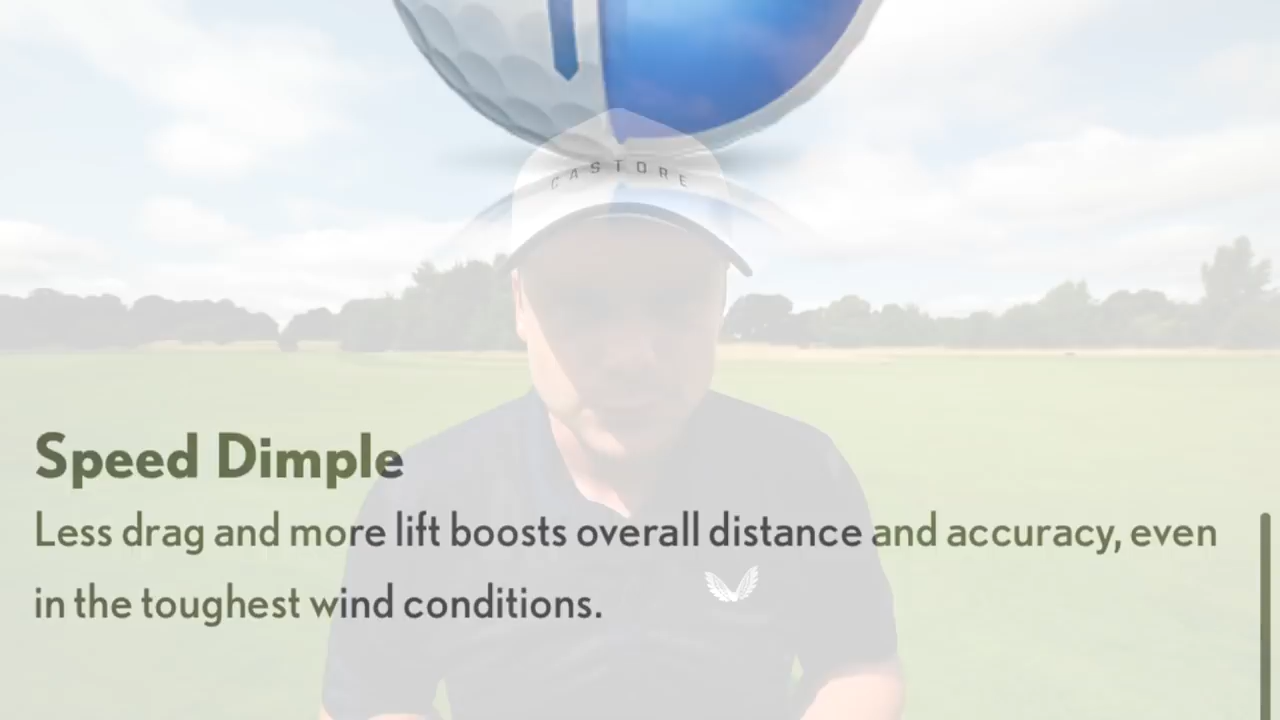 CASTORE
Speed Dimple
Less drag and more lift boosts overall distance and accuracy, even
in the toughest wind conditions.